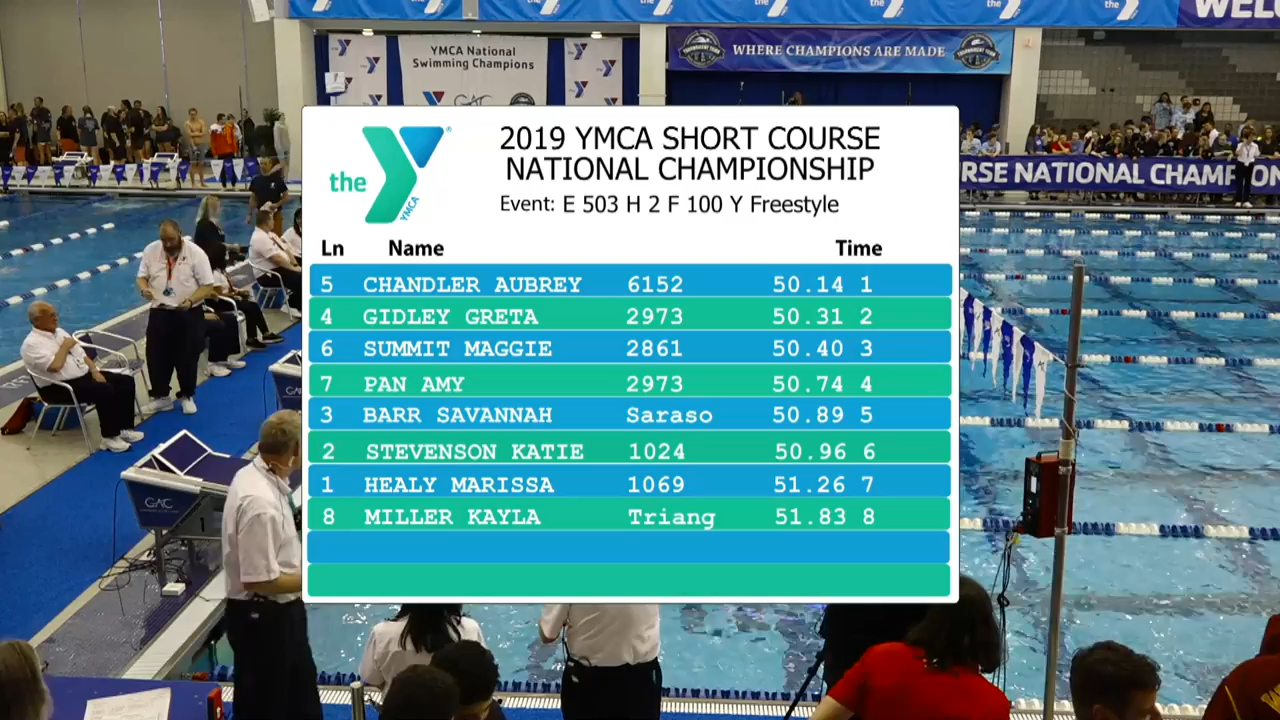 WELC
YMCA National
Swimming Champions
GAC
WHERE CHAMPIONS ARE MADE
RSE NATIONAL CHAMP
the
YMCA
2019 YMCA SHORT COURSE
NATIONAL CHAMPIONSHIP
Event: E 503 H 2 F 100 Y Freestyle
Ln Name Time
5 CHANDLER AUBREY 6152 50.14 1
4 GIDLEY GRETA 2973 50.31 2
6 SUMMIT MAGGIE 2861 50.40 3
7 PAN AMY 2973 50.74 4
3 BARR SAVANNAH Saraso 50.89 5
2 STEVENSON KATIE 1024 50.96 6
1 HEALY MARISSA 1069 51.26 7
8 MILLER KAYLA Triang 51.83 8
GAC